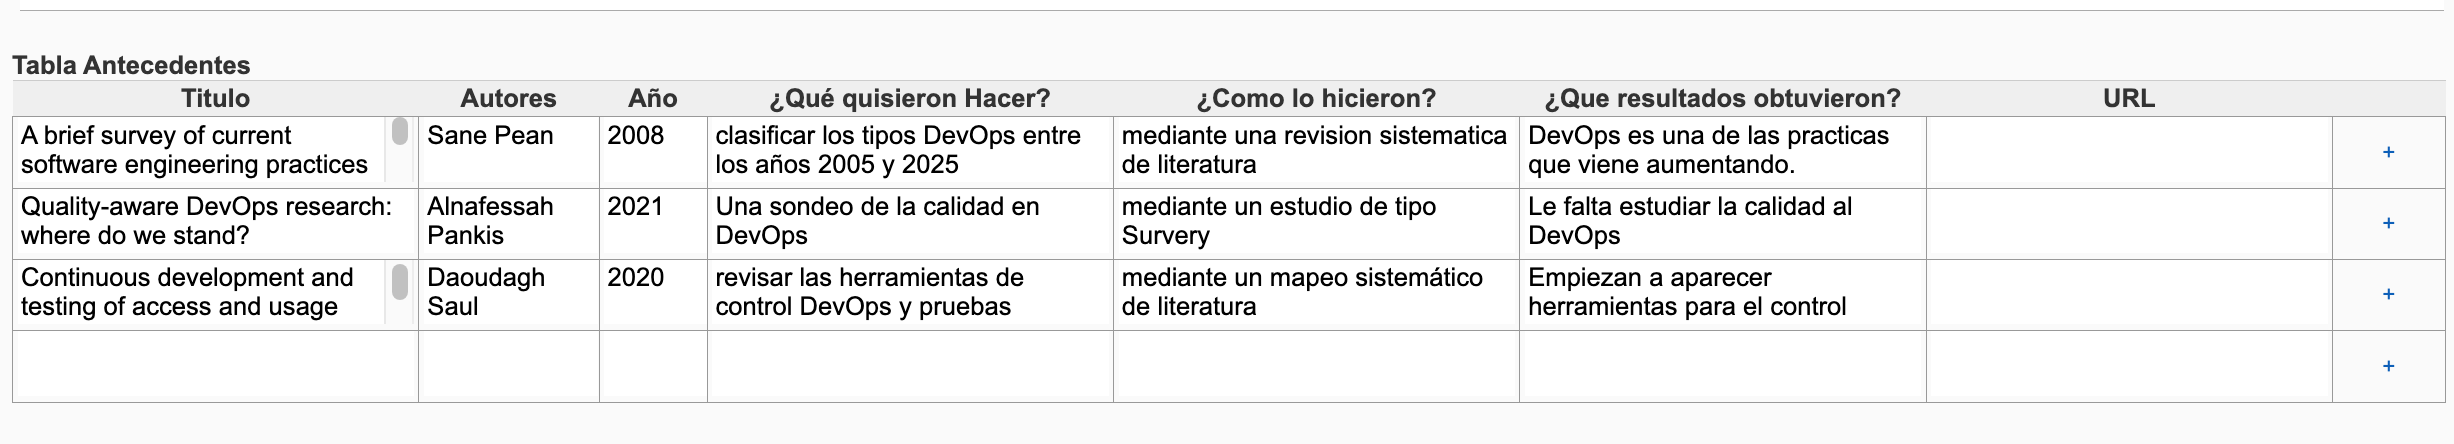 Tabla Antecedentes
Titulo Autores Año ¿Qué quisieron Hacer? ¿Como lo hicieron? ¿Que resultados obtuvieron? URL
A brief survey of current software engineering practices Sane Pean 2008 clasificar los tipos DevOps entre los años 2005 y 2025 mediante una revision sistematica de literatura DevOps es una de las practicas que viene aumentando. +
Quality-aware DevOps research: where do we stand? Alnafessah Pankis 2021 Una sondeo de la calidad en DevOps mediante un estudio de tipo Survery Le falta estudiar la calidad al DevOps +
Continuous development and testing of access and usage Daoudagh Saul 2020 revisar las herramientas de control DevOps y pruebas mediante un mapeo sistemático de literatura Empiezan a aparecer herramientas para el control +
+